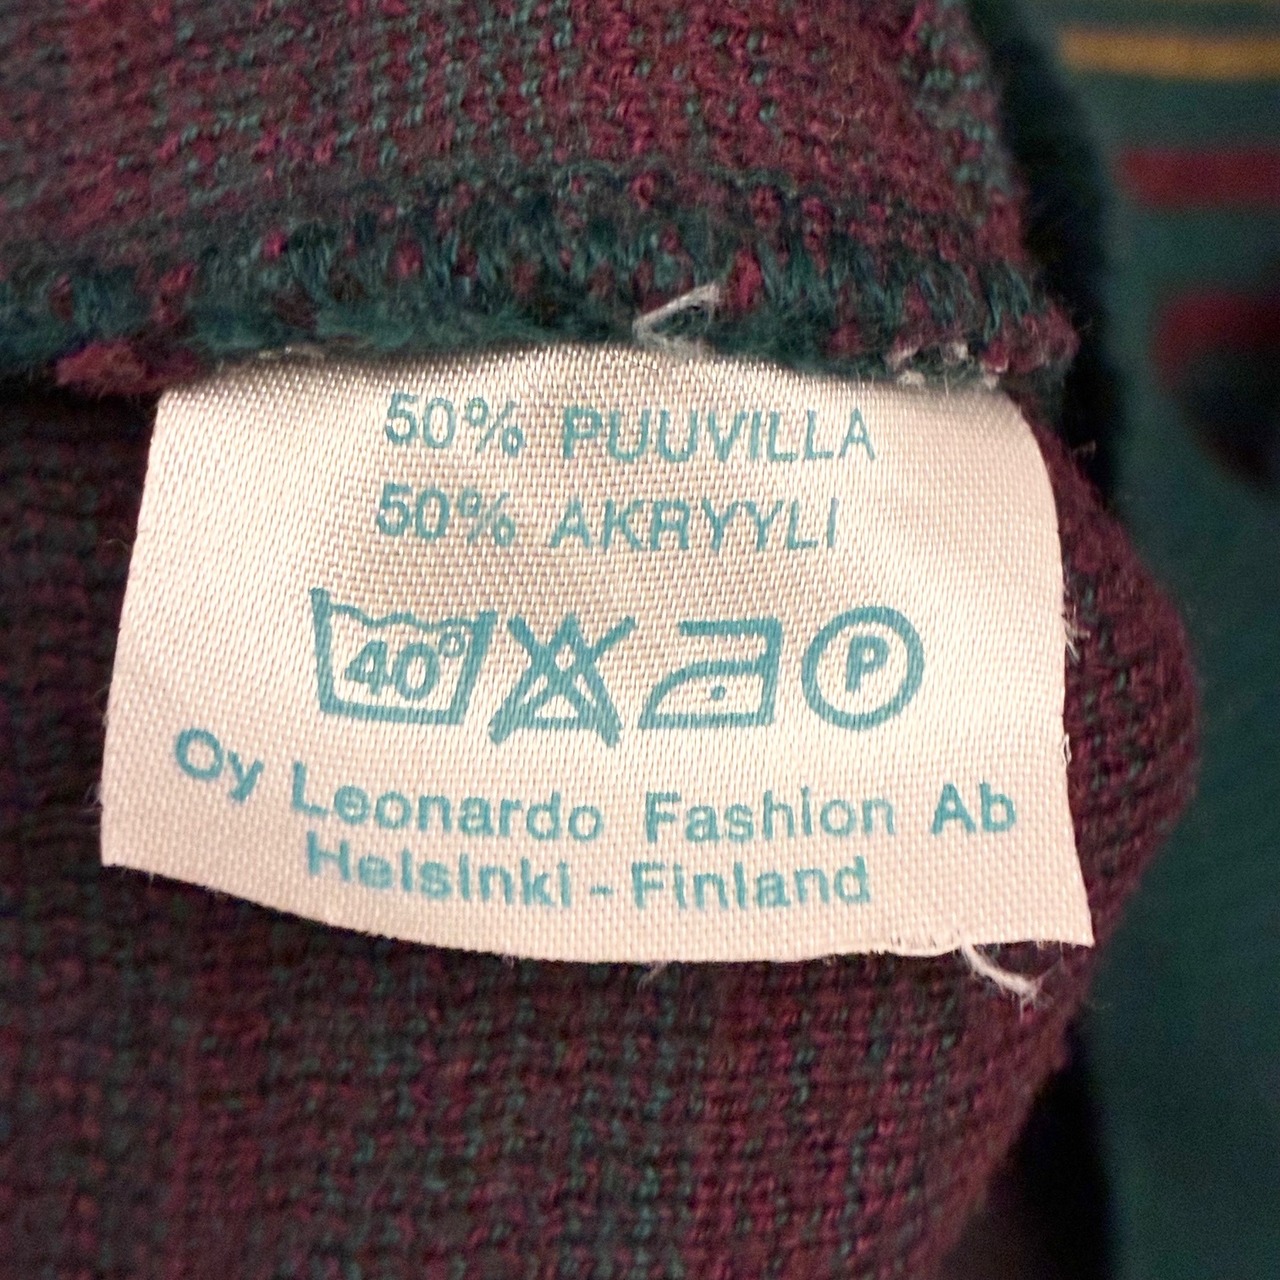 50% PUUVILLA
50% AKRYYLI
40° P
Oy Leonardo Fashion Ab
Helsinki - Finland